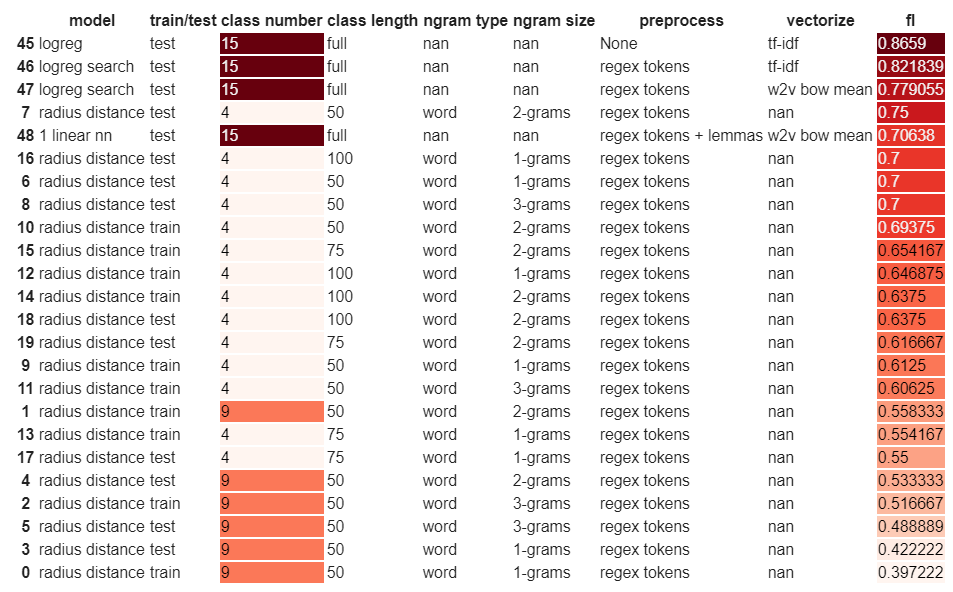 model train/test class number class length ngram type ngram size preprocess vectorize f1
45 logreg test 15 full nan nan None tf-idf 0.8659
46 logreg search test 15 full nan nan regex tokens tf-idf 0.821839
47 logreg search test 15 full nan nan regex tokens w2v bow mean 0.779055
7 radius distance test 4 50 word 2-grams regex tokens nan 0.75
48 1 linear nn test 15 full nan nan regex tokens + lemmas w2v bow mean 0.70638
16 radius distance test 4 100 word 1-grams regex tokens nan 0.7
6 radius distance test 4 50 word 1-grams regex tokens nan 0.7
8 radius distance test 4 50 word 3-grams regex tokens nan 0.7
10 radius distance train 4 50 word 2-grams regex tokens nan 0.69375
15 radius distance train 4 75 word 2-grams regex tokens nan 0.654167
12 radius distance train 4 100 word 1-grams regex tokens nan 0.646875
14 radius distance train 4 100 word 2-grams regex tokens nan 0.6375
18 radius distance test 4 100 word 2-grams regex tokens nan 0.6375
19 radius distance test 4 75 word 2-grams regex tokens nan 0.616667
9 radius distance train 4 50 word 1-grams regex tokens nan 0.6125
11 radius distance train 4 50 word 3-grams regex tokens nan 0.60625
1 radius distance train 9 50 word 2-grams regex tokens nan 0.558333
13 radius distance train 4 75 word 1-grams regex tokens nan 0.554167
17 radius distance test 4 75 word 1-grams regex tokens nan 0.55
4 radius distance test 9 50 word 2-grams regex tokens nan 0.533333
2 radius distance train 9 50 word 3-grams regex tokens nan 0.516667
5 radius distance test 9 50 word 3-grams regex tokens nan 0.488889
3 radius distance test 9 50 word 1-grams regex tokens nan 0.422222
0 radius distance train 9 50 word 1-grams regex tokens nan 0.397222